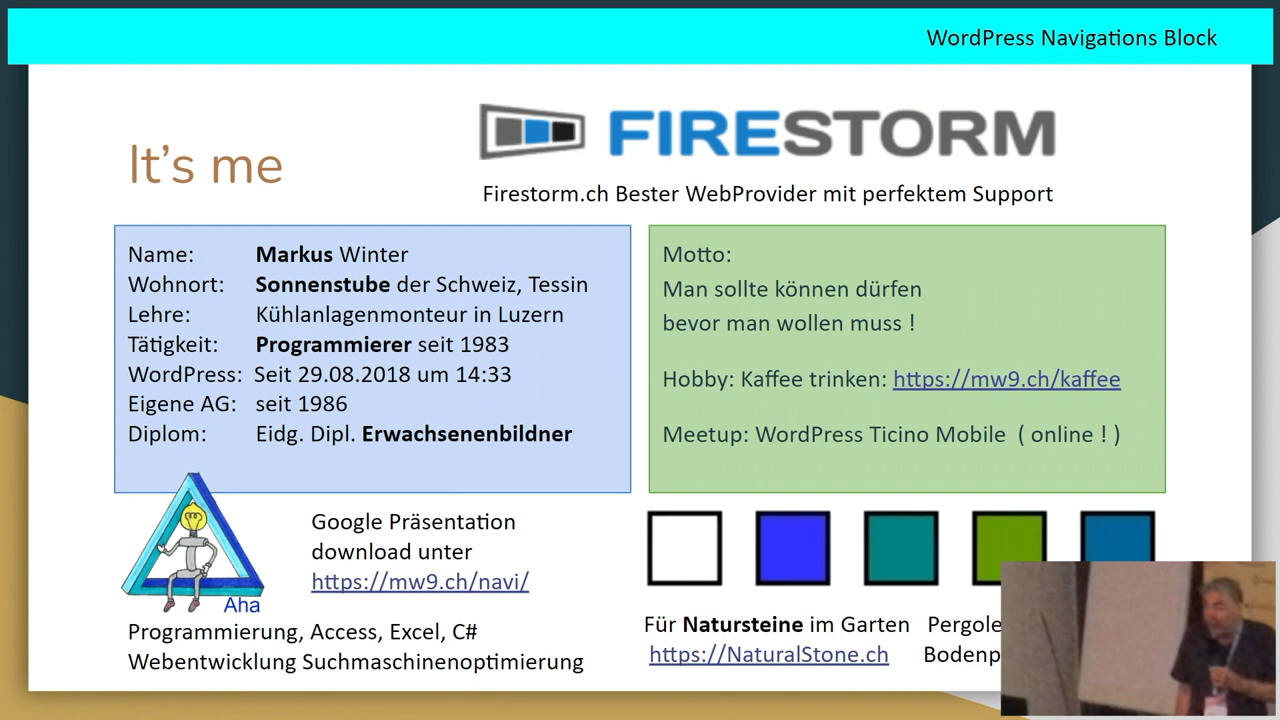 WordPress Navigations Block
FIRESTORM
It's me
Firestorm.ch Bester WebProvider mit perfektem Support
Name: Markus Winter
Wohnort: Sonnenstube der Schweiz, Tessin
Lehre: Kühlanlagenmonteur in Luzern
Tätigkeit: Programmierer seit 1983
WordPress: Seit 29.08.2018 um 14:33
Eigene AG: seit 1986
Diplom: Eidg. Dipl. Erwachsenenbildner
Motto:
Man sollte können dürfen
bevor man wollen muss !
Hobby: Kaffee trinken: https://mw9.ch/kaffee
Meetup: WordPress Ticino Mobile ( online ! )
Google Präsentation
download unter
https://mw9.ch/navi/
Aha
Programmierung, Access, Excel, C#
Webentwicklung Suchmaschinenoptimierung
Für Natursteine im Garten Pergole
https://NaturalStone.ch Bodenp